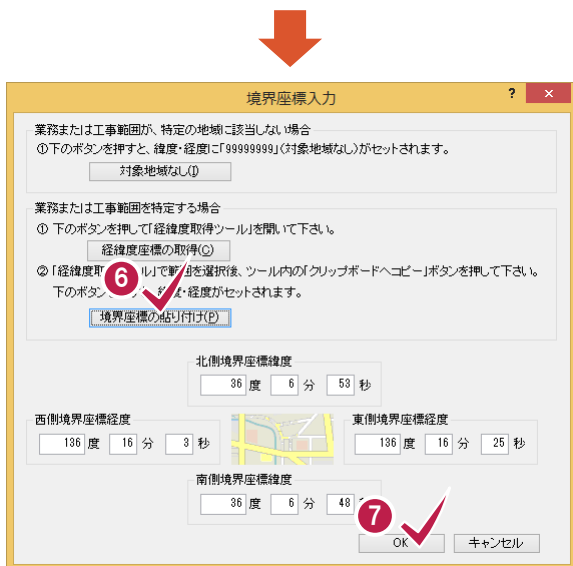 境界座標入力
? ×
業務または工事範囲が、特定の地域に該当しない場合
①下のボタンを押すと、緯度・経度に「99999999」(対象地域なし)がセットされます。
対象地域なし(I)
業務または工事範囲を特定する場合
① 下のボタンを押して「経緯度取得ツール」を開いて下さい。
経緯度座標の取得(C)
②「経緯度取 ル」で範囲を選択後、ツール内の「クリップボードへコピー」ボタンを押して下さい。
6
下のボタン 度・経度がセットされます。
境界座標の貼り付け(P)
北側境界座標緯度
36 度 6 分 53 秒
西側境界座標経度
136 度 16 分 3 秒
東側境界座標経度
136 度 16 分 25 秒
南側境界座標緯度
36 度 6 分 48
7
OK キャンセル